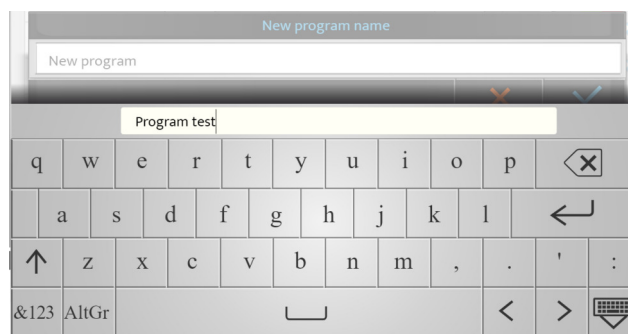 New program name
New program
Program test
q w e r t y u i o p
a s d f g h j k l
z x c v b n m , . ' :
&123 AltGr < >